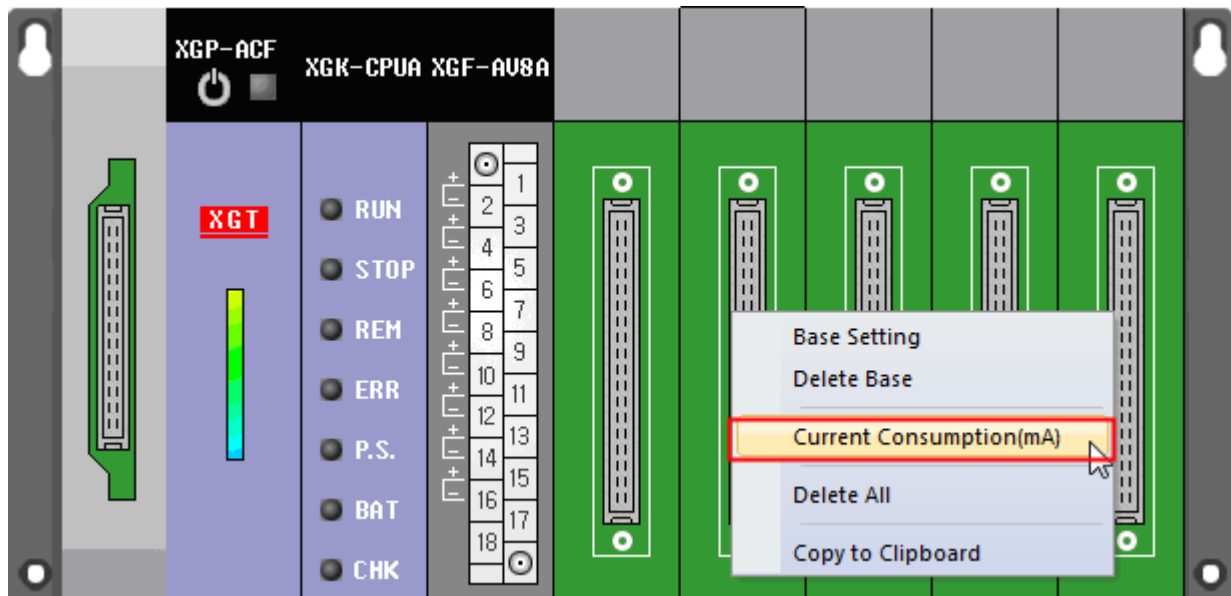 XGP-ACF
XGK-CPUA XGF-AV8A
XGT
RUN
STOP
REM
ERR
P.S.
BAT
CHK
+
-
+
-
+
-
+
-
+
-
+
-
+
-
+
-
1
2
3
4
5
6
7
8
9
10
11
12
13
14
15
16
17
18
Base Setting
Delete Base
Current Consumption(mA)
Delete All
Copy to Clipboard